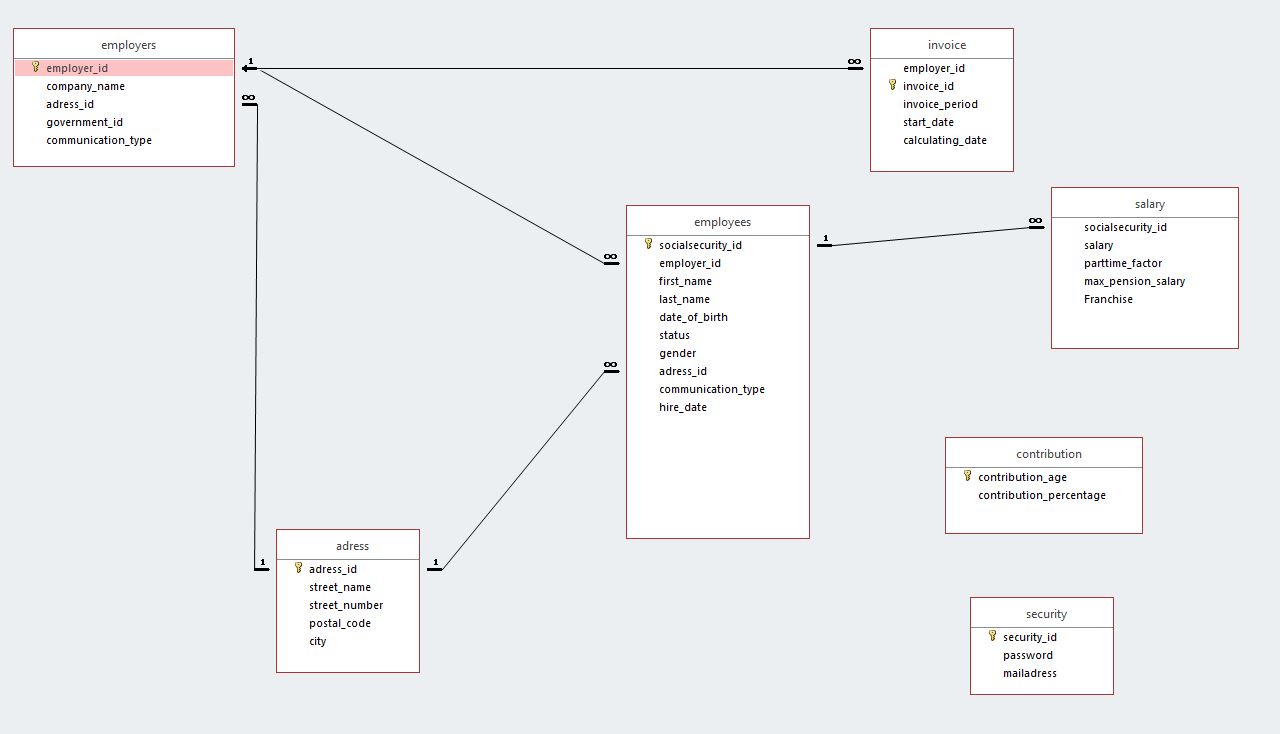 employers
employer_id
company_name
adress_id
government_id
communication_type
1
∞
∞
invoice
employer_id
invoice_id
invoice_period
start_date
calculating_date
employees
socialsecurity_id
employer_id
first_name
last_name
date_of_birth
status
gender
adress_id
communication_type
hire_date
∞
∞
1
∞
salary
socialsecurity_id
salary
parttime_factor
max_pension_salary
Franchise
contribution
contribution_age
contribution_percentage
adress
adress_id
street_name
street_number
postal_code
city
1
1
security
security_id
password
mailadress